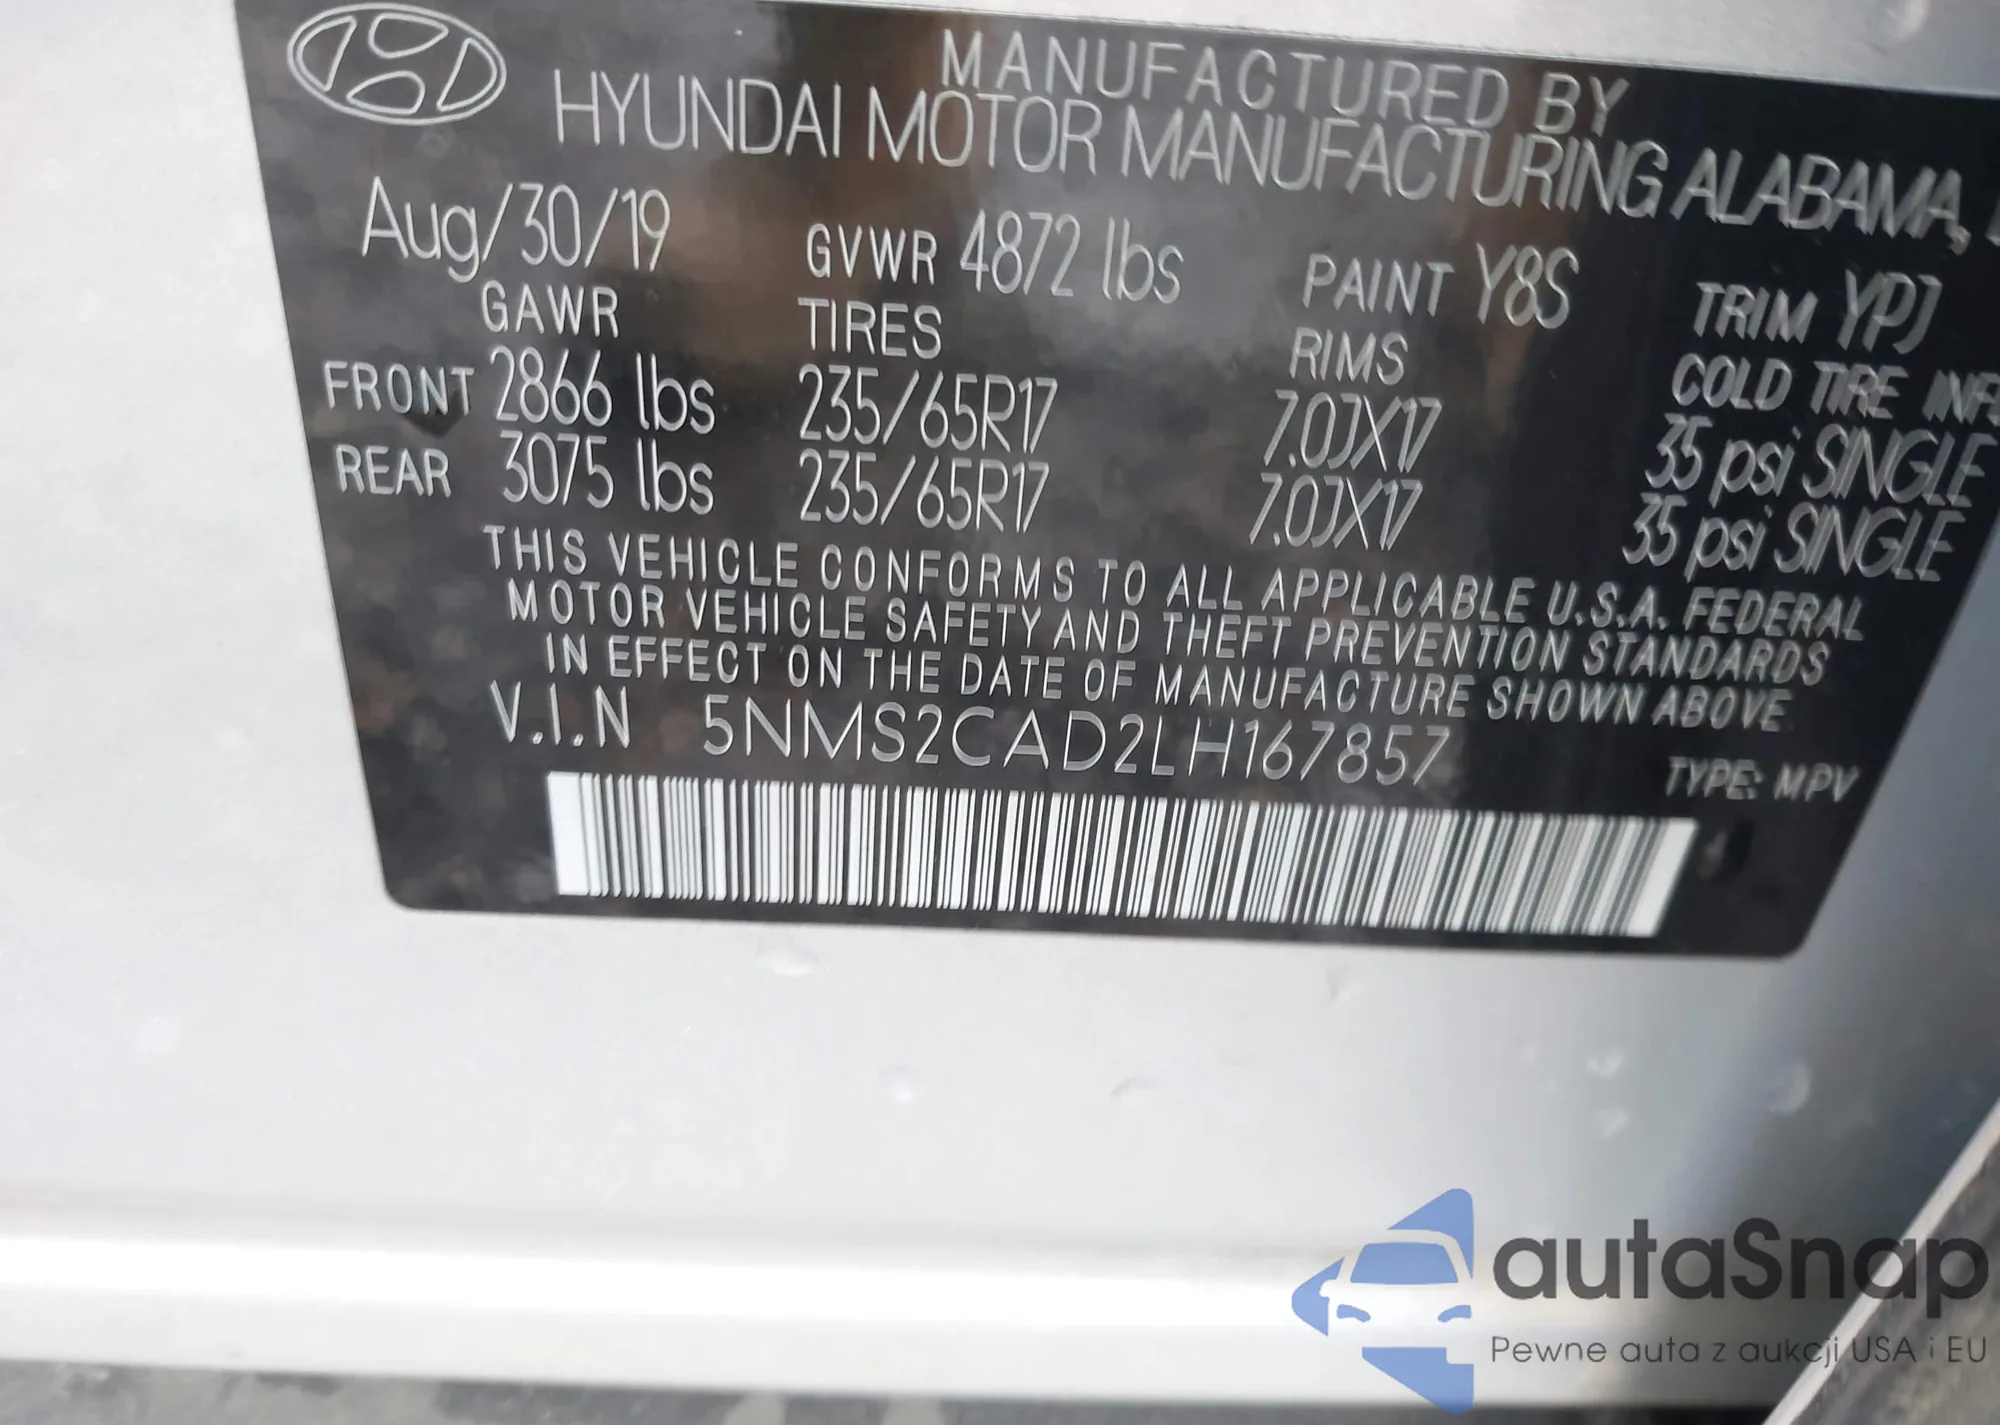 MANUFACTURED BY
HYUNDAI MOTOR MANUFACTURING ALABAMA,
Aug/30/19 GVWR 4872 lbs PAINT Y8S TRIM YPJ
GAWR TIRES RIMS COLD TIRE INF
FRONT 2866 lbs 235/65R17 7.0JX17 35 psi SINGLE
REAR 3075 lbs 235/65R17 7.0JX17 35 psi SINGLE
THIS VEHICLE CONFORMS TO ALL APPLICABLE U.S.A. FEDERAL
MOTOR VEHICLE SAFETY AND THEFT PREVENTION STANDARDS
IN EFFECT ON THE DATE OF MANUFACTURE SHOWN ABOVE
V.I.N 5NMS2CAD2LH167857
TYPE: MPV
autaSnap
Pewne auta z aukcji USA i EU